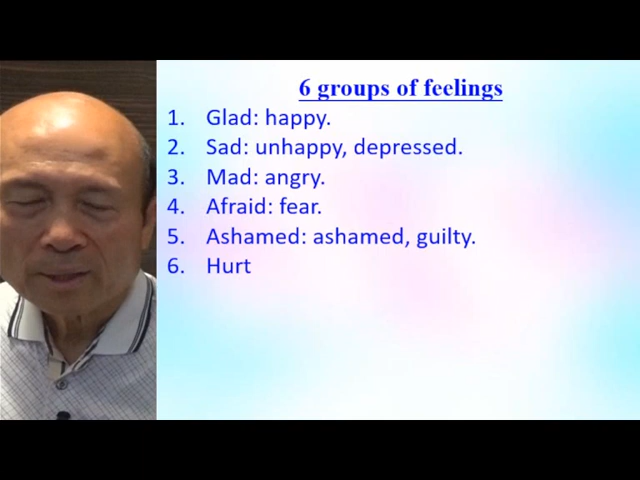 6 groups of feelings
1. Glad: happy.
2. Sad: unhappy, depressed.
3. Mad: angry.
4. Afraid: fear.
5. Ashamed: ashamed, guilty.
6. Hurt